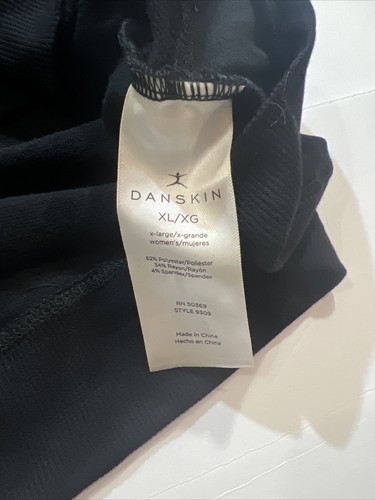 DANSKIN
XL/XG
x-large/x-grande
women's/mujeres
62% Polyester/Poliéster
34% Rayon/Rayón
4% Spandex/Spandex
RN 50369
STYLE 9309
Made in China
Hecho en China